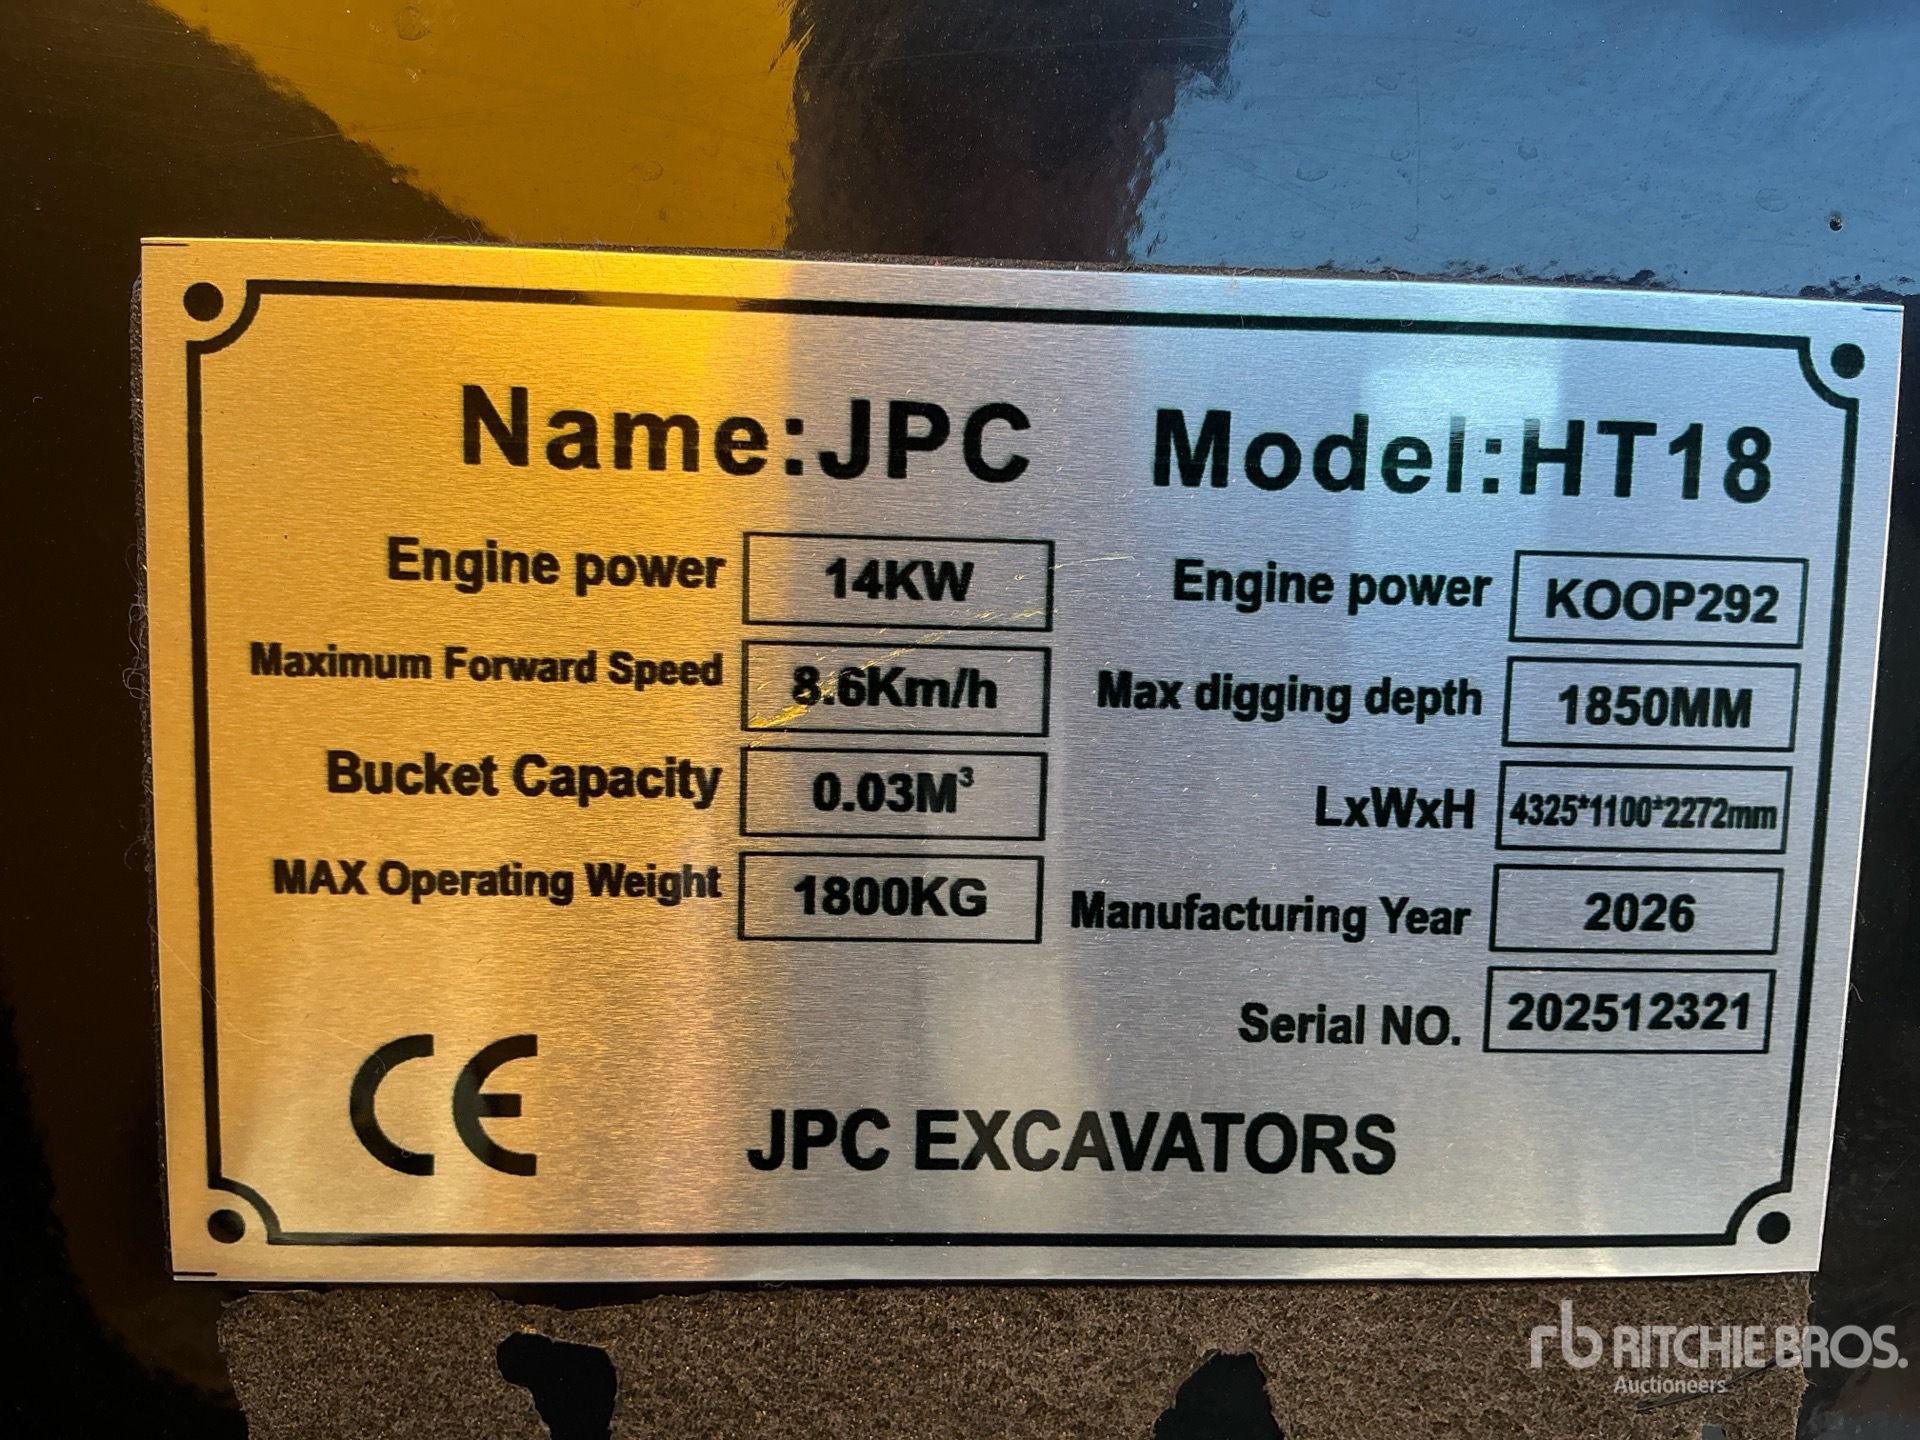 Name:JPC Model:HT18
Engine power 14KW Engine power KOOP292
Maximum Forward Speed 8.6Km/h Max digging depth 1850MM
Bucket Capacity 0.03M³ LxWxH 4325*1100*2272mm
MAX Operating Weight 1800KG Manufacturing Year 2026
Serial NO. 202512321
CE JPC EXCAVATORS
rb RITCHIE BROS.
Auctioneers